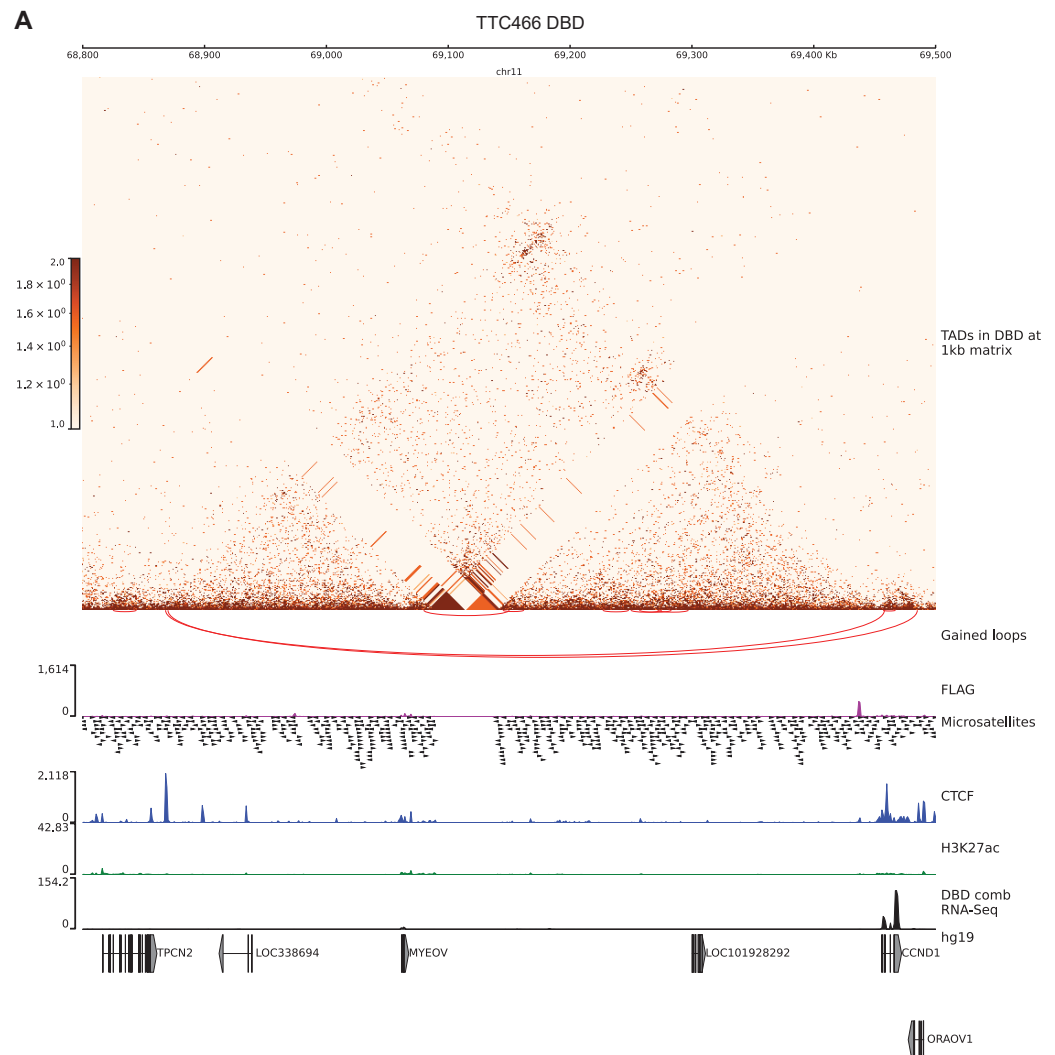 A
TTC466 DBD
68,800 68,900 69,000 69,100 69,200 69,300 69,400 Kb 69,500
chr11
2.0
1.8 × 10⁰
1.6 × 10⁰
1.4 × 10⁰
1.2 × 10⁰
1.0
TADs in DBD at
1kb matrix
Gained loops
1,614
0
FLAG
Microsatellites
2.118
0
CTCF
42.83
0
H3K27ac
154.2
0
DBD comb
RNA-Seq
hg19
TPCN2 LOC338694 MYEOV LOC101928292 CCND1
ORAOV1